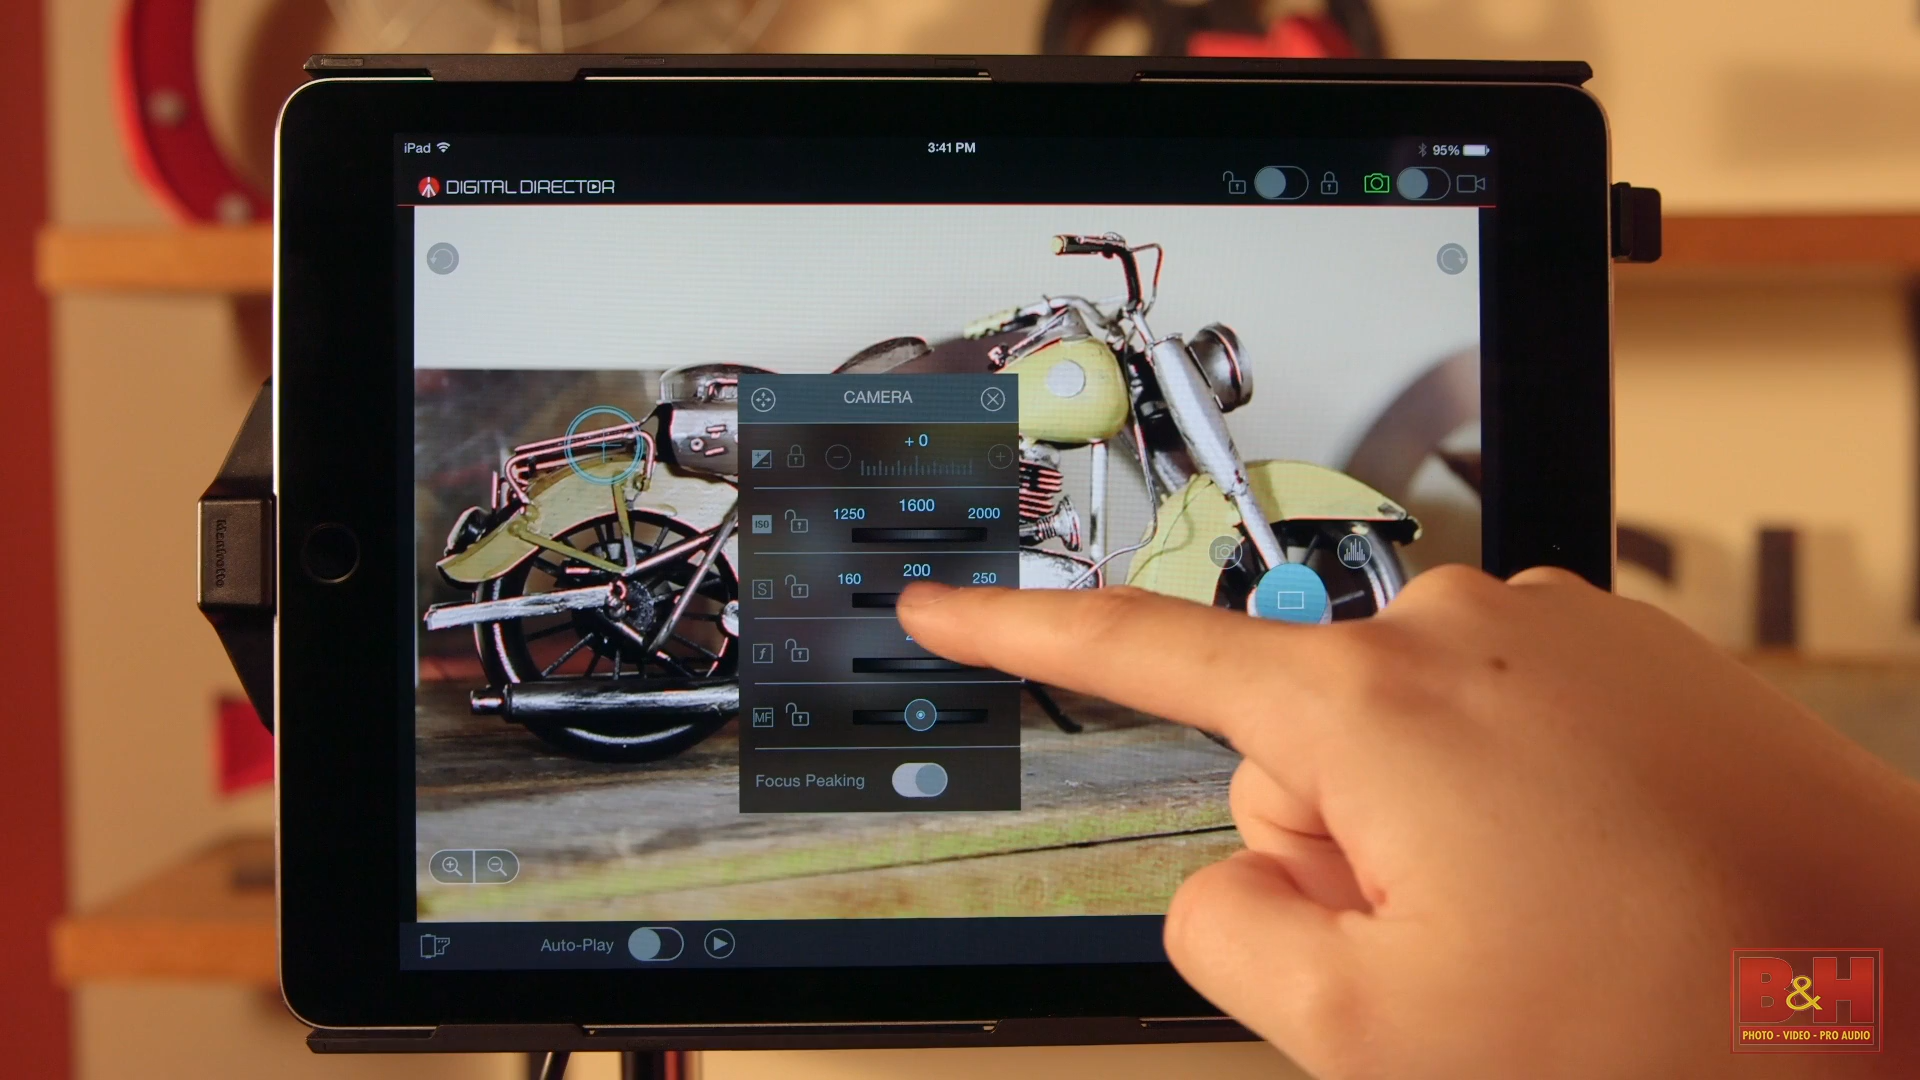 iPad
3:41 PM
95%
DIGITAL DIRECTOR
CAMERA
+ 0
ISO
1250
1600
2000
S
160
200
250
f
MF
Focus Peaking
Auto-Play
Manfrotto
B&H
PHOTO - VIDEO - PRO AUDIO